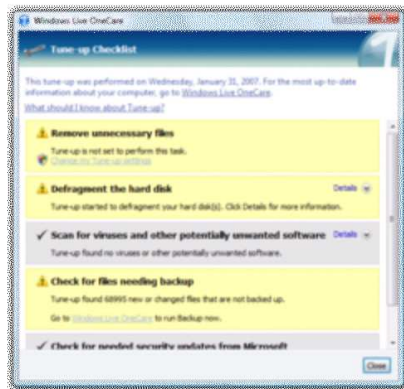 Windows Live OneCare
Tune-up Checklist
This tune-up was performed on Wednesday, January 31, 2007. For the most up-to-date
information about your computer, go to Windows Live OneCare.
What should I know about Tune-up?
Remove unnecessary files
Tune-up is not set to perform this task.
Change my Tune-up settings
Defragment the hard disk Details
Tune-up started to defragment your hard disk(s). Click Details for more information.
Scan for viruses and other potentially unwanted software Details
Tune-up found no viruses or other potentially unwanted software.
Check for files needing backup
Tune-up found 68995 new or changed files that are not backed up.
Go to Windows Live OneCare to run Backup now.
Check for needed security updates from Microsoft
Close